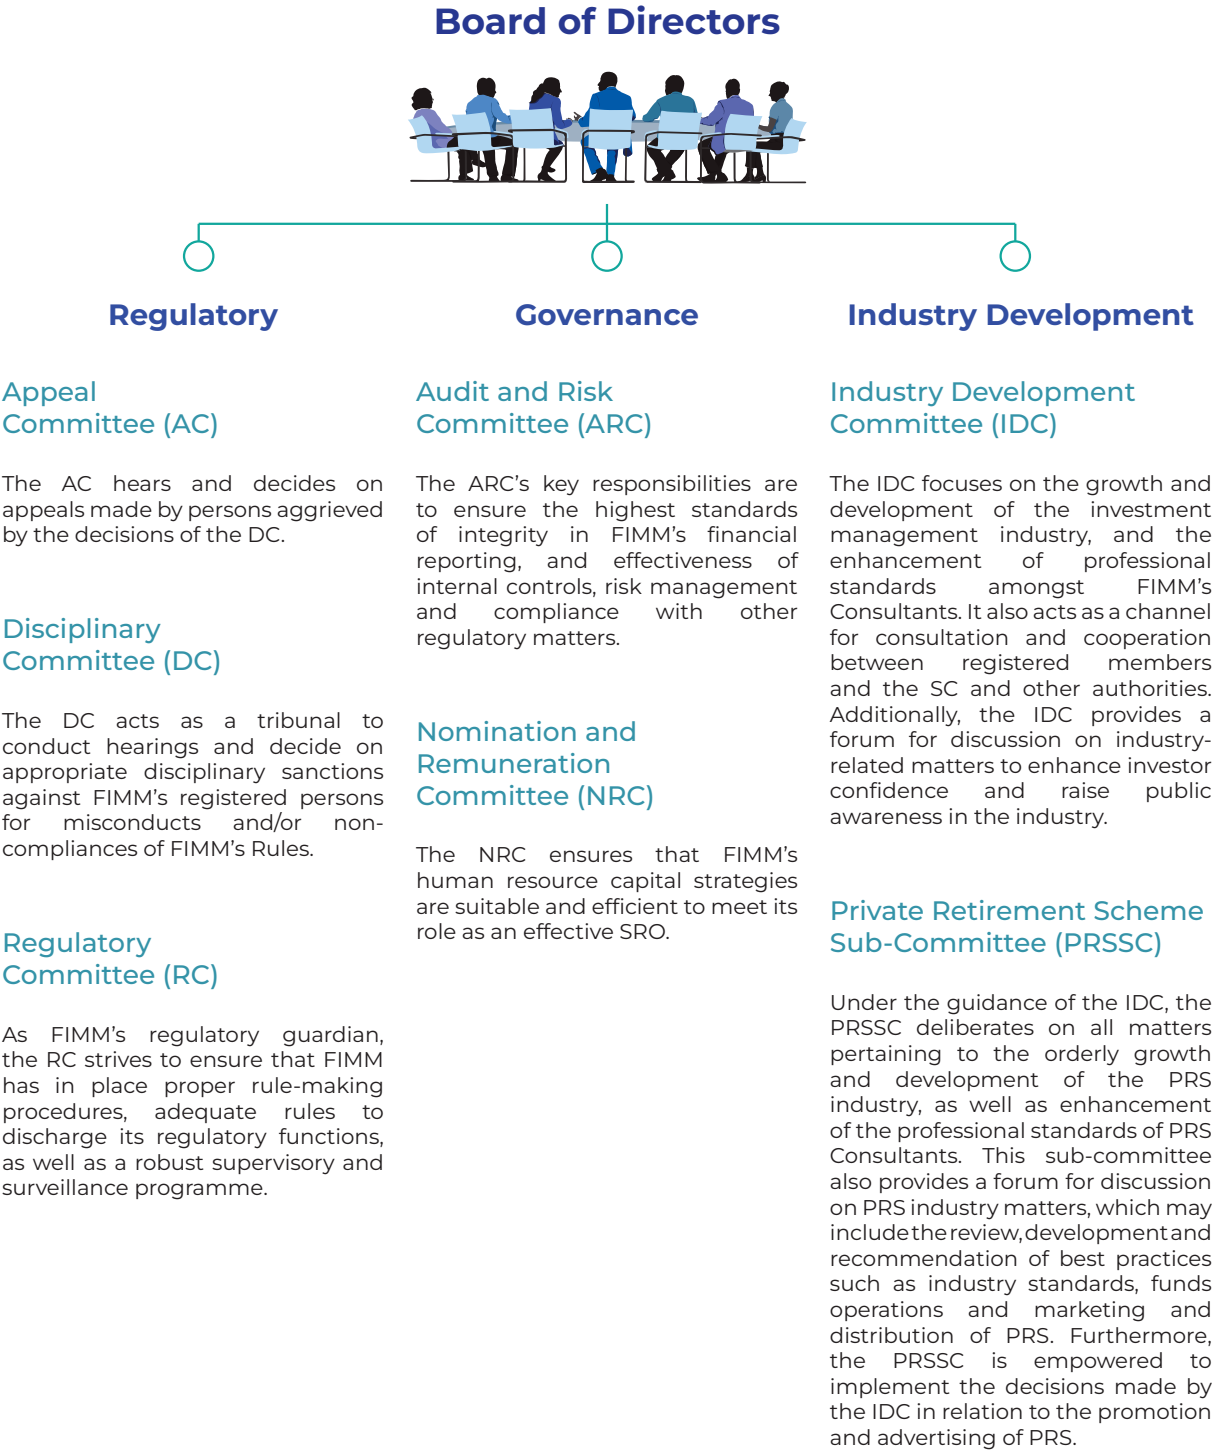 Board of Directors
Regulatory
Appeal
Committee (AC)
The AC hears and decides on
appeals made by persons aggrieved
by the decisions of the DC.
Disciplinary
Committee (DC)
The DC acts as a tribunal to
conduct hearings and decide on
appropriate disciplinary sanctions
against FIMM’s registered persons
for misconducts and/or non-
compliances of FIMM’s Rules.
Regulatory
Committee (RC)
As FIMM’s regulatory guardian,
the RC strives to ensure that FIMM
has in place proper rule-making
procedures, adequate rules to
discharge its regulatory functions,
as well as a robust supervisory and
surveillance programme.
Governance
Audit and Risk
Committee (ARC)
The ARC’s key responsibilities are
to ensure the highest standards
of integrity in FIMM’s financial
reporting, and effectiveness of
internal controls, risk management
and compliance with other
regulatory matters.
Nomination and
Remuneration
Committee (NRC)
The NRC ensures that FIMM’s
human resource capital strategies
are suitable and efficient to meet its
role as an effective SRO.
Industry Development
Industry Development
Committee (IDC)
The IDC focuses on the growth and
development of the investment
management industry, and the
enhancement of professional
standards amongst FIMM’s
Consultants. It also acts as a channel
for consultation and cooperation
between registered members
and the SC and other authorities.
Additionally, the IDC provides a
forum for discussion on industry-
related matters to enhance investor
confidence and raise public
awareness in the industry.
Private Retirement Scheme
Sub-Committee (PRSSC)
Under the guidance of the IDC, the
PRSSC deliberates on all matters
pertaining to the orderly growth
and development of the PRS
industry, as well as enhancement
of the professional standards of PRS
Consultants. This sub-committee
also provides a forum for discussion
on PRS industry matters, which may
include the review, development and
recommendation of best practices
such as industry standards, funds
operations and marketing and
distribution of PRS. Furthermore,
the PRSSC is empowered to
implement the decisions made by
the IDC in relation to the promotion
and advertising of PRS.